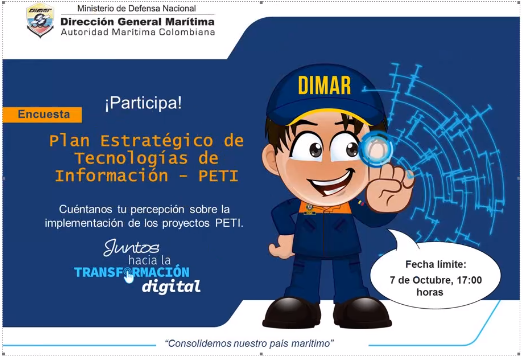 Ministerio de Defensa Nacional
Dirección General Marítima
Autoridad Marítima Colombiana
DIMAR
¡Participa!
Encuesta
Plan Estratégico de
Tecnologías de
Información - PETI
Cuéntanos tu percepción sobre la
implementación de los proyectos PETI.
Juntos
hacia la
TRANSFORMACIÓN
digital
Fecha límite:
7 de Octubre, 17:00
horas
“Consolidemos nuestro país marítimo”